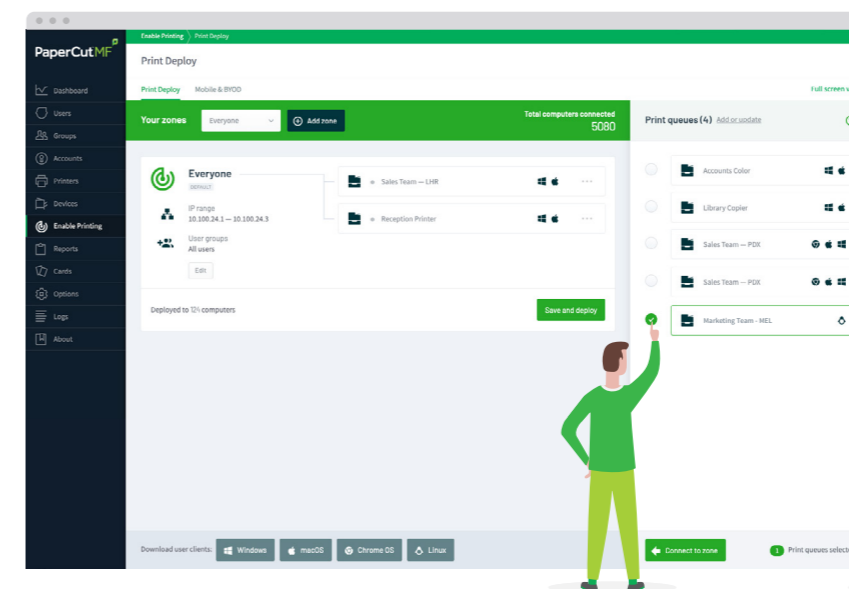 PaperCutMF
Enable Printing Print Deploy
Print Deploy
Print Deploy Mobile & BYOD Full screen v
Dashboard
Users
Groups
Accounts
Printers
Devices
Enable Printing
Reports
Cards
Options
Logs
About
Your zones Everyone Add zone Total computers connected
5080
Everyone
DEFAULT
IP range
10.100.24.1 — 10.100.24.3
User groups
All users
Edit
Sales Team — LHR
Reception Printer
Deployed to 124 computers Save and deploy
Print queues (4) Add or update
Accounts Color
Library Copier
Sales Team — PDX
Sales Team — PDX
Marketing Team - MEL
Download user clients: Windows macOS Chrome OS Linux
Connect to zone 1 Print queues selecte